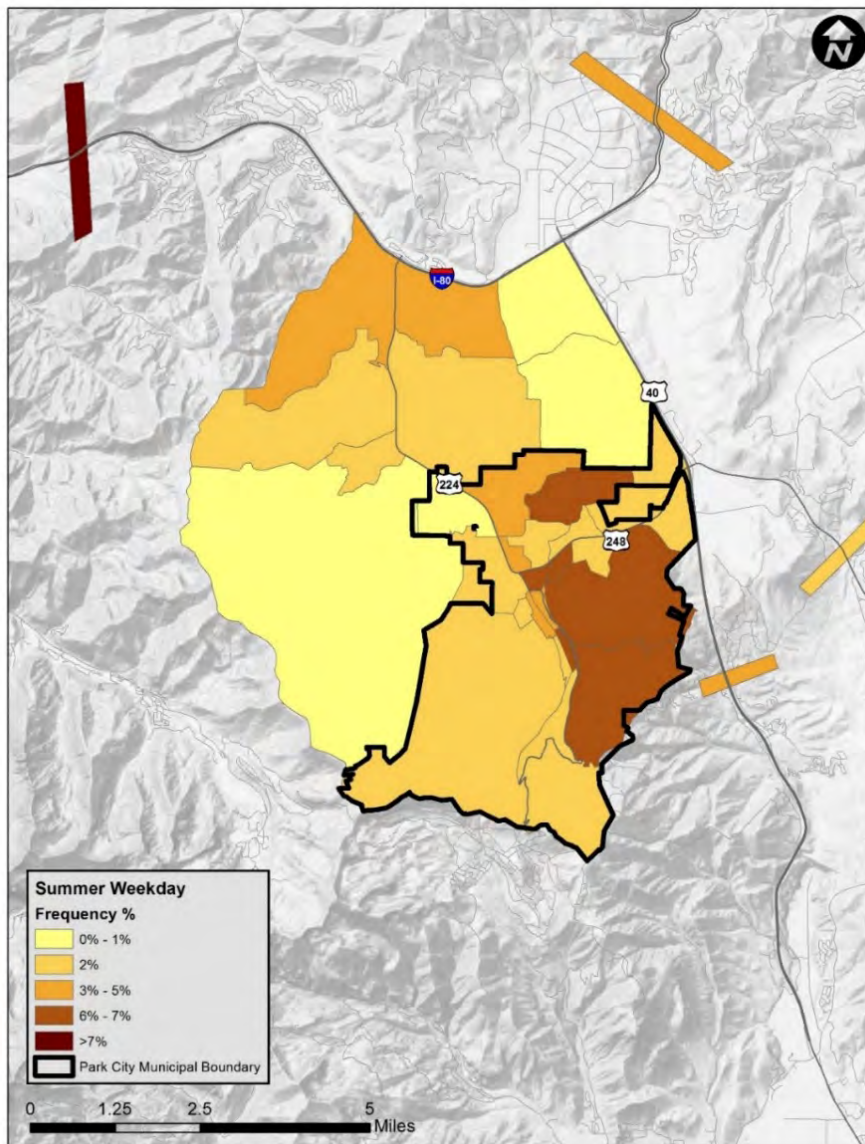 N
I-80
40
224
248
Summer Weekday
Frequency %
0% - 1%
2%
3% - 5%
6% - 7%
>7%
Park City Municipal Boundary
0 1.25 2.5 5
Miles